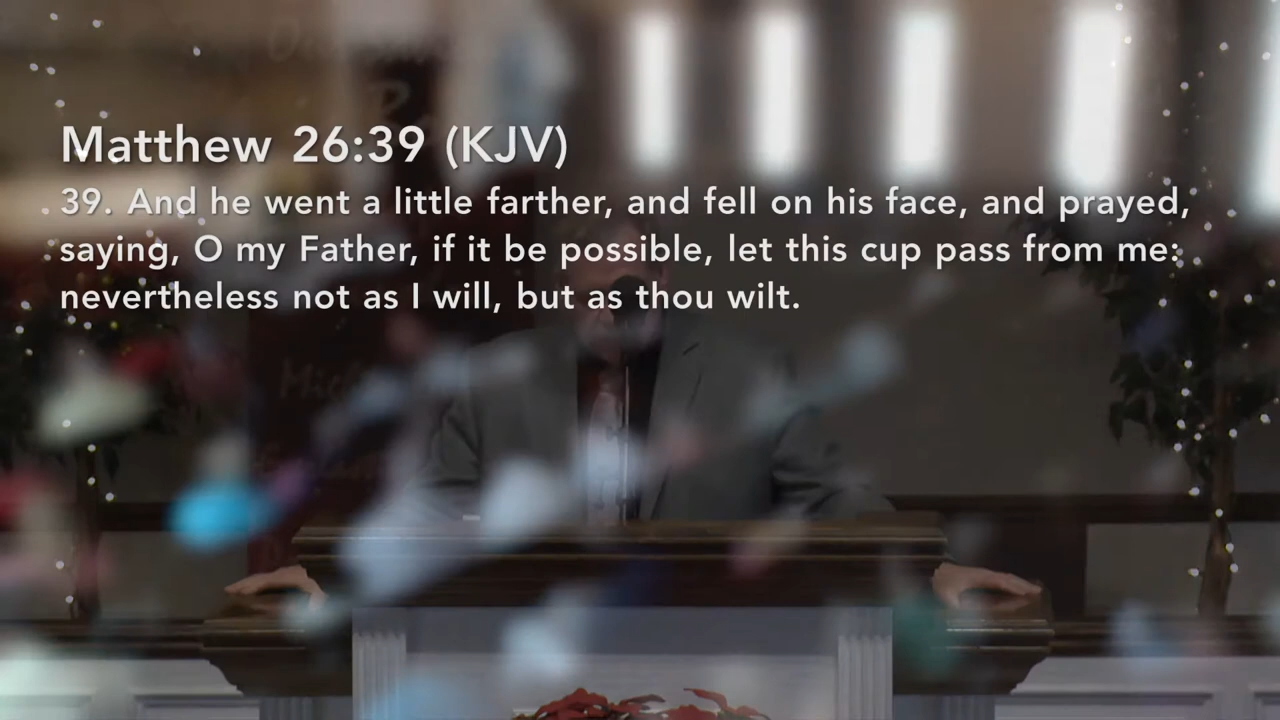 Matthew 26:39 (KJV)
39. And he went a little farther, and fell on his face, and prayed,
saying, O my Father, if it be possible, let this cup pass from me:
nevertheless not as I will, but as thou wilt.